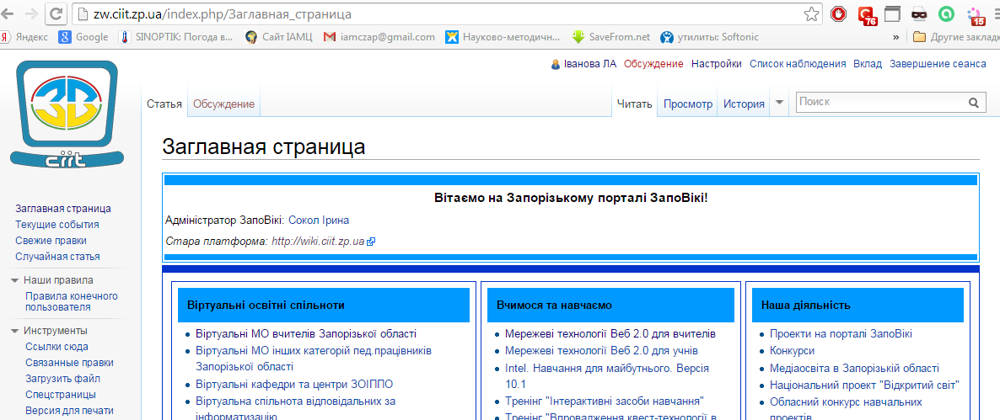 zw.ciit.zp.ua/index.php/Заглавная_страница
76
15
Яндекс Google SINOPTIK: Погода в... Сайт ІАМЦ iamczap@gmail.com Науково-методичн... SaveFrom.net утилиты: Softonic » Другие заклад
Іванова ЛА Обсуждение Настройки Список наблюдения Вклад Завершение сеанса
ЗВ
ciit
Статья Обсуждение Читать Просмотр История Поиск
Заглавная страница
Вітаємо на Запорізькому порталі ЗапоВікі!
Адміністратор ЗапоВікі: Сокол Ірина
Стара платформа: http://wiki.ciit.zp.ua
Заглавная страница
Текущие события
Свежие правки
Случайная статья
Наши правила
Правила конечного
пользователя
Инструменты
Ссылки сюда
Связанные правки
Загрузить файл
Спецстраницы
Версия для печати
Віртуальні освітні спільноти
Віртуальні МО вчителів Запорізької області
Віртуальні МО інших категорій пед.працівників
Запорізької області
Віртуальні кафедри та центри ЗОІППО
Віртуальна спільнота відповідальних за
інформатизацію
Вчимося та навчаємо
Мережеві технології Веб 2.0 для вчителів
Мережеві технології Веб 2.0 для учнів
Intel. Навчання для майбутнього. Версія
10.1
Тренінг "Інтерактивні засоби навчання"
Тренінг "Впровадження квест-технології в
Наша діяльність
Проекти на порталі ЗапоВікі
Конкурси
Медіаосвіта в Запорізькій області
Національний проект "Відкритий світ"
Обласний конкурс навчальних
проектів